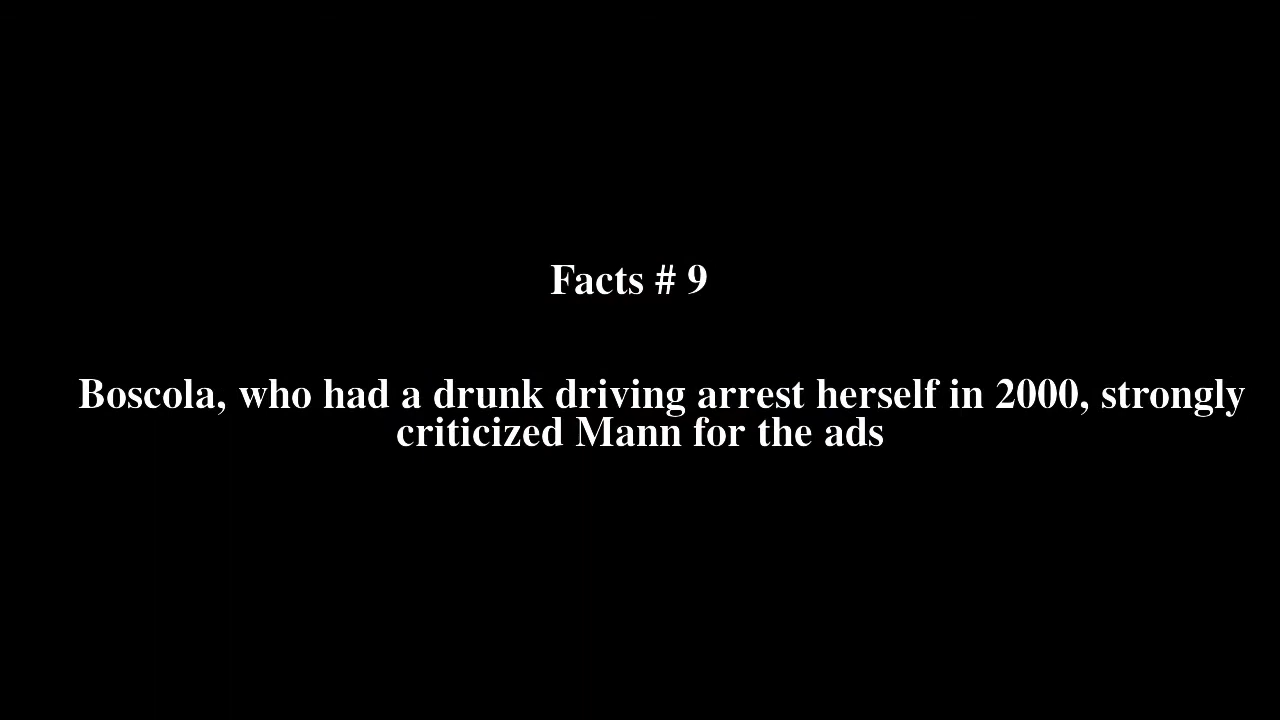 Facts # 9
Boscola, who had a drunk driving arrest herself in 2000, strongly
criticized Mann for the ads